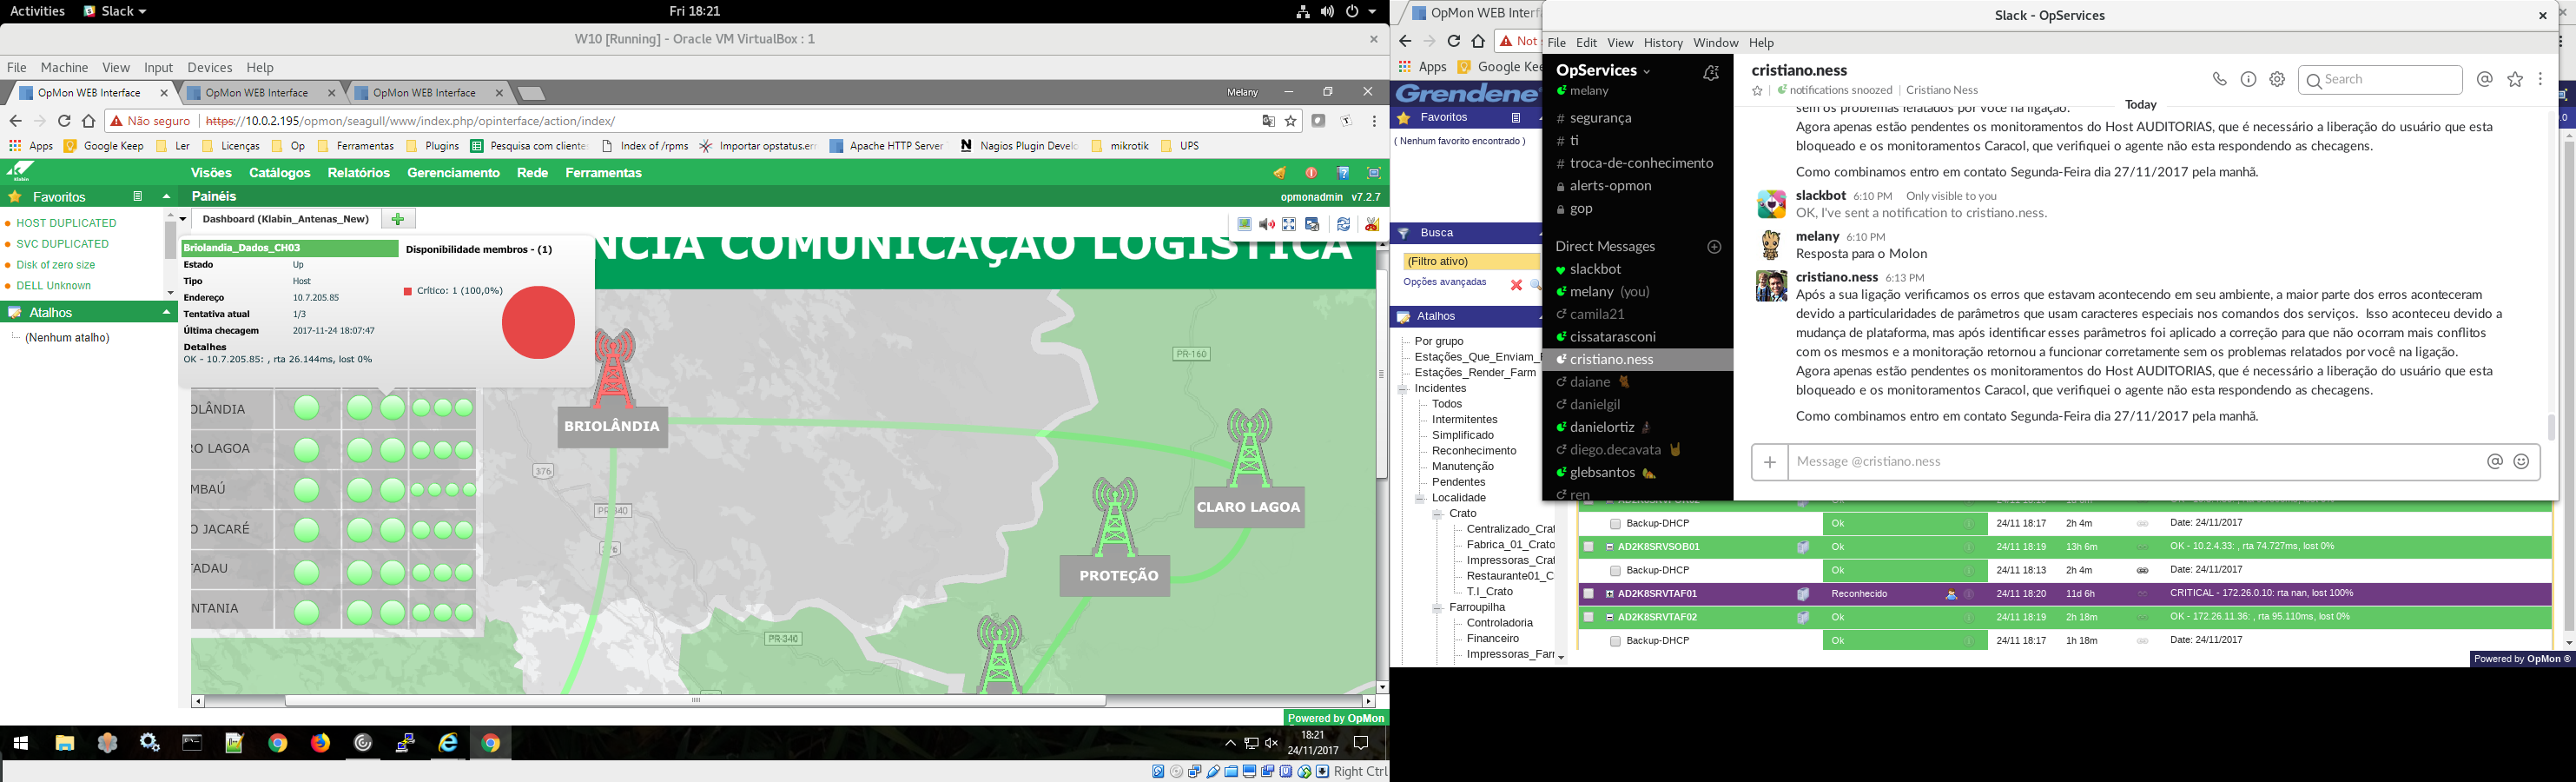 Activities Slack Fri 18:21
W10 [Running] - Oracle VM VirtualBox : 1
File Machine View Input Devices Help
OpMon WEB Interface OpMon WEB Interface OpMon WEB Interface Melany
Não seguro https://10.0.2.195/opmon/seagull/www/index.php/opinterface/action/index/
Apps Google Keep Ler Licenças Op Ferramentas Plugins Pesquisa com cliente Index of /rpms Importar opstatus.err Apache HTTP Server Nagios Plugin Develo mikrotik UPS
Klabin
Visões Catálogos Relatórios Gerenciamento Rede Ferramentas
Favoritos
Painéis
opmonadmin v7.2.7
HOST DUPLICATED
SVC DUPLICATED
Disk of zero size
DELL Unknown
Atalhos
(Nenhum atalho)
Dashboard (Klabin_Antenas_New)
NCIA COMUNICAÇÃO LOGÍSTICA
Briolandia_Dados_CH03
Estado Up
Tipo Host
Endereço 10.7.205.85
Tentativa atual 1/3
Última checagem 2017-11-24 18:07:47
Detalhes
OK - 10.7.205.85: , rta 26.144ms, lost 0%
Disponibilidade membros - (1)
Crítico: 1 (100,0%)
OLÂNDIA
RO LAGOA
MBAÚ
O JACARÉ
TADAU
NTANIA
BRIOLÂNDIA
CLARO LAGOA
PROTEÇÃO
PR-160
376
PR-340
PR-340
Powered by OpMon
18:21
24/11/2017
Right Ctrl
OpMon WEB Interf
Not
Apps Google Kee
Grendene
Favoritos
( Nenhum favorito encontrado )
Busca
(Filtro ativo)
Opções avançadas
Atalhos
Por grupo
Estações_Que_Enviam_
Estações_Render_Farm
Incidentes
Todos
Intermitentes
Simplificado
Reconhecimento
Manutenção
Pendentes
Localidade
Crato
Centralizado_Crat
Fabrica_01_Crato
Impressoras_Crato
Restaurante01_C
T.I_Crato
Farroupilha
Controladoria
Financeiro
Impressoras_Farr
Slack - OpServices
File Edit View History Window Help
OpServices
melany
# segurança
# ti
# troca-de-conhecimento
alerts-opmon
gop
Direct Messages
slackbot
melany (you)
camila21
cissatarasconi
cristiano.ness
daiane
danielgil
danielortiz
diego.decavata
glebsantos
ren
cristiano.ness
notifications snoozed Cristiano Ness
Search
Today
sem os problemas relatados por você na ligação.
Agora apenas estão pendentes os monitoramentos do Host AUDITORIAS, que é necessário a liberação do usuário que esta
bloqueado e os monitoramentos Caracol, que verifiquei o agente não esta respondendo as checagens.
Como combinamos entro em contato Segunda-Feira dia 27/11/2017 pela manhã.
slackbot 6:10 PM Only visible to you
OK, I've sent a notification to cristiano.ness.
melany 6:10 PM
Resposta para o Molon
cristiano.ness 6:13 PM
Após a sua ligação verificamos os erros que estavam acontecendo em seu ambiente, a maior parte dos erros aconteceram
devido a particularidades de parâmetros que usam caracteres especiais nos comandos dos serviços. Isso aconteceu devido a
mudança de plataforma, mas após identificar esses parâmetros foi aplicado a correção para que não ocorram mais conflitos
com os mesmos e a monitoração retornou a funcionar corretamente sem os problemas relatados por você na ligação.
Agora apenas estão pendentes os monitoramentos do Host AUDITORIAS, que é necessário a liberação do usuário que esta
bloqueado e os monitoramentos Caracol, que verifiquei o agente não esta respondendo as checagens.
Como combinamos entro em contato Segunda-Feira dia 27/11/2017 pela manhã.
Message @cristiano.ness
Backup-DHCP Ok 24/11 18:17 2h 4m Date: 24/11/2017
AD2K8SRVSOB01 Ok 24/11 18:19 13h 6m OK - 10.2.4.33: , rta 74.727ms, lost 0%
Backup-DHCP Ok 24/11 18:13 2h 4m Date: 24/11/2017
AD2K8SRVTAF01 Reconhecido 24/11 18:20 11d 6h CRITICAL - 172.26.0.10: rta nan, lost 100%
AD2K8SRVTAF02 Ok 24/11 18:19 2h 18m OK - 172.26.11.36: , rta 95.110ms, lost 0%
Backup-DHCP Ok 24/11 18:17 1h 18m Date: 24/11/2017
Powered by OpMon ®